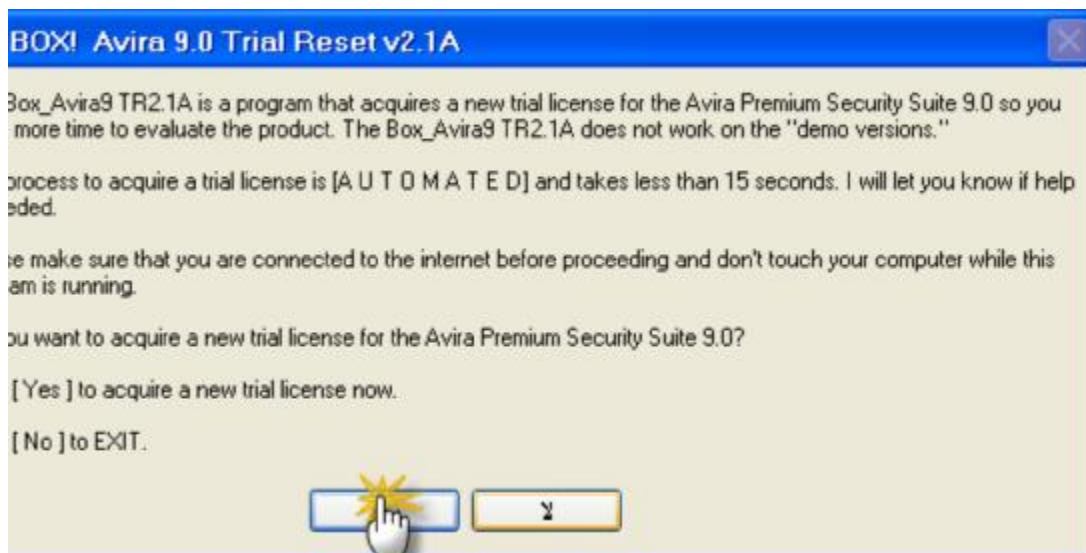 BOX! Avira 9.0 Trial Reset v2.1A
Box_Avira9 TR2.1A is a program that acquires a new trial license for the Avira Premium Security Suite 9.0 so you
more time to evaluate the product. The Box_Avira9 TR2.1A does not work on the "demo versions."
process to acquire a trial license is [A U T O M A T E D] and takes less than 15 seconds. I will let you know if help
eded.
se make sure that you are connected to the internet before proceeding and don't touch your computer while this
am is running.
ou want to acquire a new trial license for the Avira Premium Security Suite 9.0?
[ Yes ] to acquire a new trial license now.
[ No ] to EXIT.
لا